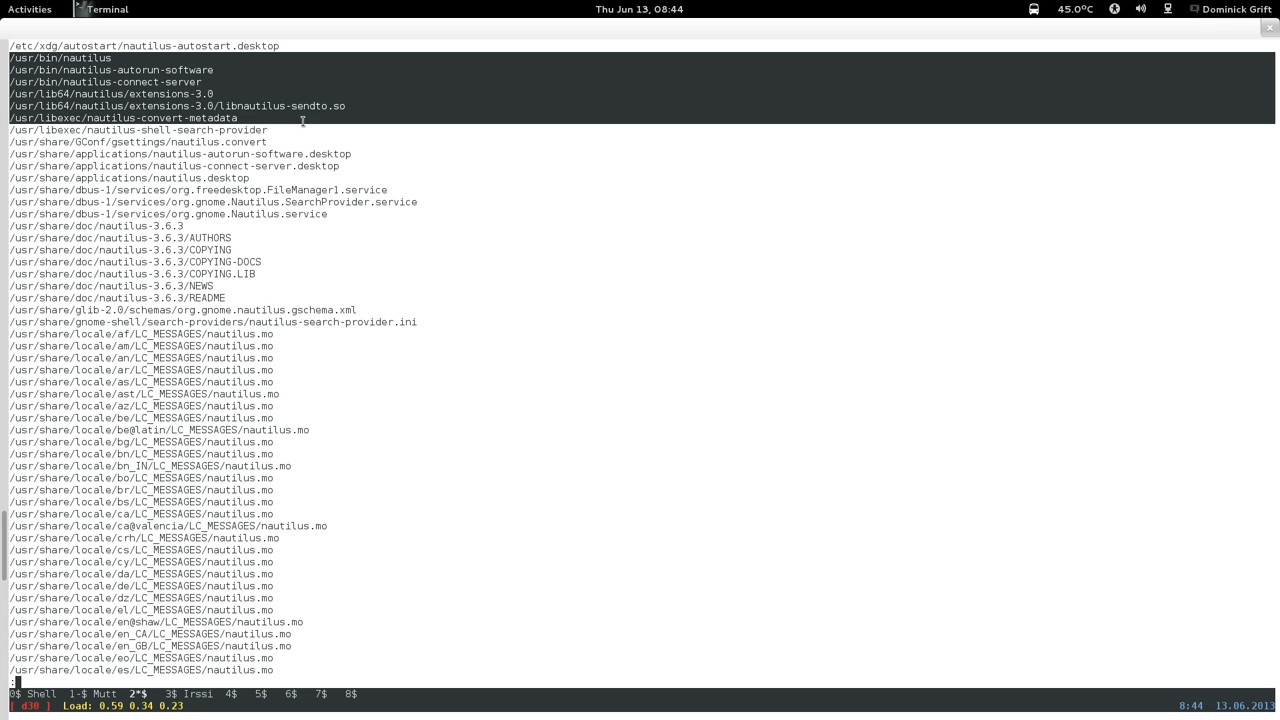 Activities Terminal Thu Jun 13, 08:44 45.0°C Dominick Grift
/etc/xdg/autostart/nautilus-autostart.desktop
/usr/bin/nautilus
/usr/bin/nautilus-autorun-software
/usr/bin/nautilus-connect-server
/usr/lib64/nautilus/extensions-3.0
/usr/lib64/nautilus/extensions-3.0/libnautilus-sendto.so
/usr/libexec/nautilus-convert-metadata
/usr/libexec/nautilus-shell-search-provider
/usr/share/GConf/gsettings/nautilus.convert
/usr/share/applications/nautilus-autorun-software.desktop
/usr/share/applications/nautilus-connect-server.desktop
/usr/share/applications/nautilus.desktop
/usr/share/dbus-1/services/org.freedesktop.FileManager1.service
/usr/share/dbus-1/services/org.gnome.Nautilus.SearchProvider.service
/usr/share/dbus-1/services/org.gnome.Nautilus.service
/usr/share/doc/nautilus-3.6.3
/usr/share/doc/nautilus-3.6.3/AUTHORS
/usr/share/doc/nautilus-3.6.3/COPYING
/usr/share/doc/nautilus-3.6.3/COPYING-DOCS
/usr/share/doc/nautilus-3.6.3/COPYING.LIB
/usr/share/doc/nautilus-3.6.3/NEWS
/usr/share/doc/nautilus-3.6.3/README
/usr/share/glib-2.0/schemas/org.gnome.nautilus.gschema.xml
/usr/share/gnome-shell/search-providers/nautilus-search-provider.ini
/usr/share/locale/af/LC_MESSAGES/nautilus.mo
/usr/share/locale/am/LC_MESSAGES/nautilus.mo
/usr/share/locale/an/LC_MESSAGES/nautilus.mo
/usr/share/locale/ar/LC_MESSAGES/nautilus.mo
/usr/share/locale/as/LC_MESSAGES/nautilus.mo
/usr/share/locale/ast/LC_MESSAGES/nautilus.mo
/usr/share/locale/az/LC_MESSAGES/nautilus.mo
/usr/share/locale/be/LC_MESSAGES/nautilus.mo
/usr/share/locale/be@latin/LC_MESSAGES/nautilus.mo
/usr/share/locale/bg/LC_MESSAGES/nautilus.mo
/usr/share/locale/bn/LC_MESSAGES/nautilus.mo
/usr/share/locale/bn_IN/LC_MESSAGES/nautilus.mo
/usr/share/locale/bo/LC_MESSAGES/nautilus.mo
/usr/share/locale/br/LC_MESSAGES/nautilus.mo
/usr/share/locale/bs/LC_MESSAGES/nautilus.mo
/usr/share/locale/ca/LC_MESSAGES/nautilus.mo
/usr/share/locale/ca@valencia/LC_MESSAGES/nautilus.mo
/usr/share/locale/crh/LC_MESSAGES/nautilus.mo
/usr/share/locale/cs/LC_MESSAGES/nautilus.mo
/usr/share/locale/cy/LC_MESSAGES/nautilus.mo
/usr/share/locale/da/LC_MESSAGES/nautilus.mo
/usr/share/locale/de/LC_MESSAGES/nautilus.mo
/usr/share/locale/dz/LC_MESSAGES/nautilus.mo
/usr/share/locale/el/LC_MESSAGES/nautilus.mo
/usr/share/locale/en@shaw/LC_MESSAGES/nautilus.mo
/usr/share/locale/en_CA/LC_MESSAGES/nautilus.mo
/usr/share/locale/en_GB/LC_MESSAGES/nautilus.mo
/usr/share/locale/eo/LC_MESSAGES/nautilus.mo
/usr/share/locale/es/LC_MESSAGES/nautilus.mo
:
0$ Shell 1-$ Mutt 2*$ 3$ Irssi 4$ 5$ 6$ 7$ 8$
[ d30 ] Load: 0.59 0.34 0.23 8:44 13.06.2013